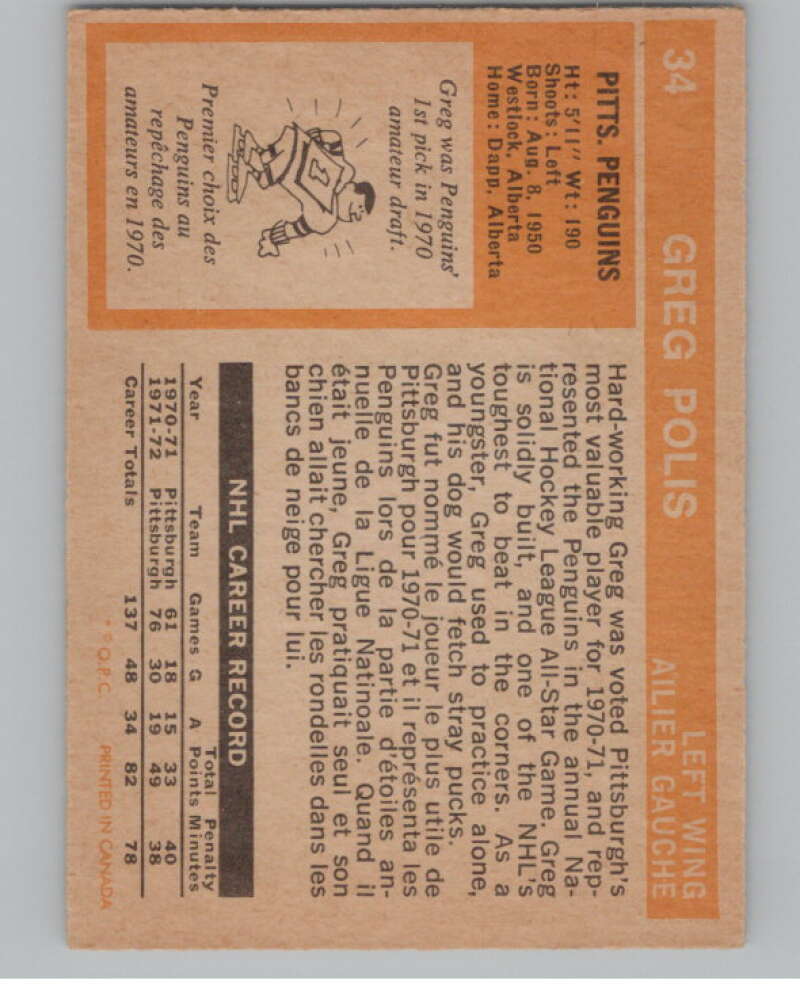 34
GREG POLIS
LEFT WING
AILIER GAUCHE
PITTS. PENGUINS
Ht: 5'11" Wt: 190
Shoots: Left
Born: Aug. 8, 1950
Westlock, Alberta
Home: Dapp, Alberta
Greg was Penguins'
1st pick in 1970
amateur draft.
1
Premier choix des
Penguins au
repêchage des
amateurs en 1970.
Hard-working Greg was voted Pittsburgh's
most valuable player for 1970-71, and rep-
resented the Penguins in the annual Na-
tional Hockey League All-Star Game. Greg
is solidly built, and one of the NHL's
toughest to beat in the corners. As a
youngster, Greg used to practice alone,
and his dog would fetch stray pucks.
Greg fut nommé le joueur le plus utile de
Pittsburgh pour 1970-71 et il représenta les
Penguins lors de la partie d'étoiles an-
nuelle de la Ligue Natinoale. Quand il
était jeune, Greg pratiquait seul et son
chien allait chercher les rondelles dans les
bancs de neige pour lui.
NHL CAREER RECORD
Year Team Games G A Total Points Penalty Minutes
1970-71 Pittsburgh 61 18 15 33 40
1971-72 Pittsburgh 76 30 19 49 38
Career Totals 137 48 34 82 78
* © O.P.C. PRINTED IN CANADA